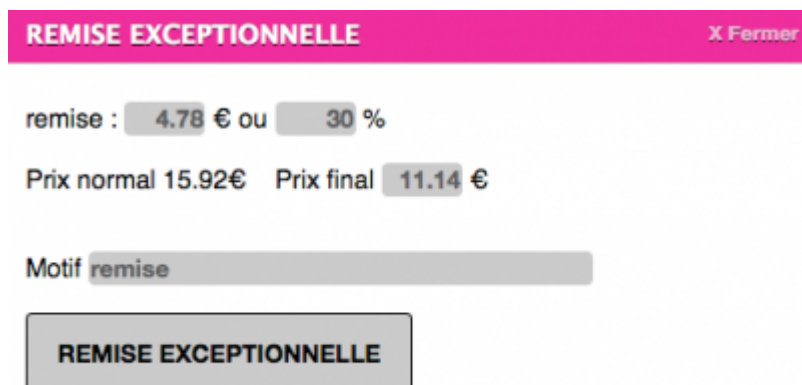 REMISE EXCEPTIONNELLE X Fermer
remise : 4.78 € ou 30 %
Prix normal 15.92€ Prix final 11.14 €
Motif remise
REMISE EXCEPTIONNELLE